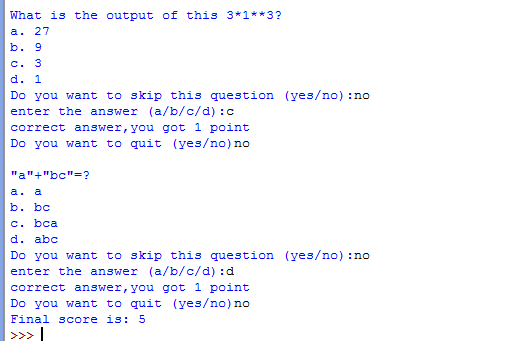 What is the output of this 3*1**3?
a. 27
b. 9
c. 3
d. 1
Do you want to skip this question (yes/no):no
enter the answer (a/b/c/d):c
correct answer,you got 1 point
Do you want to quit (yes/no)no
"a"+"bc"=?
a. a
b. bc
c. bca
d. abc
Do you want to skip this question (yes/no):no
enter the answer (a/b/c/d):d
correct answer,you got 1 point
Do you want to quit (yes/no)no
Final score is: 5
>>>